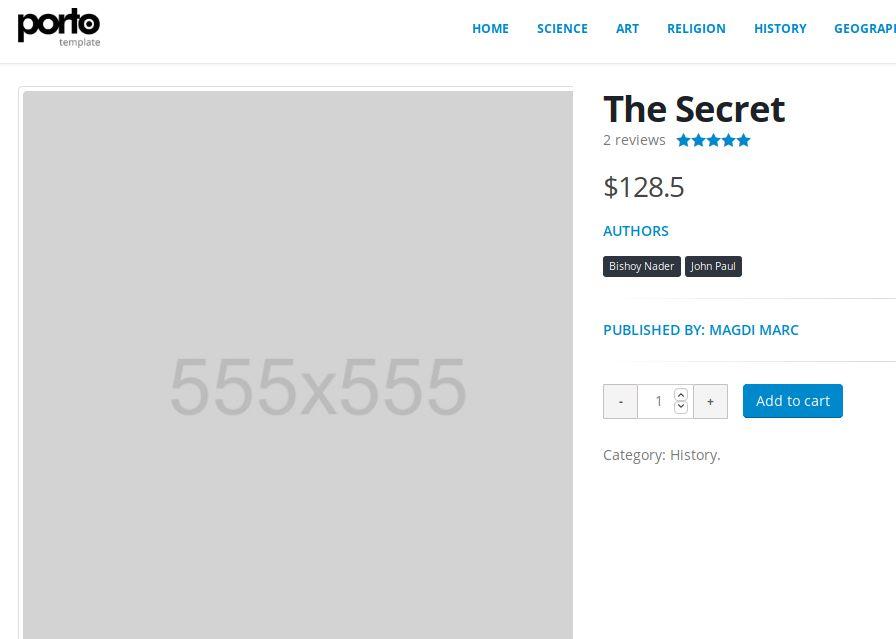 porto
template
HOME SCIENCE ART RELIGION HISTORY GEOGRAP
The Secret
2 reviews
$128.5
AUTHORS
Bishoy Nader John Paul
PUBLISHED BY: MAGDI MARC
- 1 + Add to cart
Category: History.
555x555